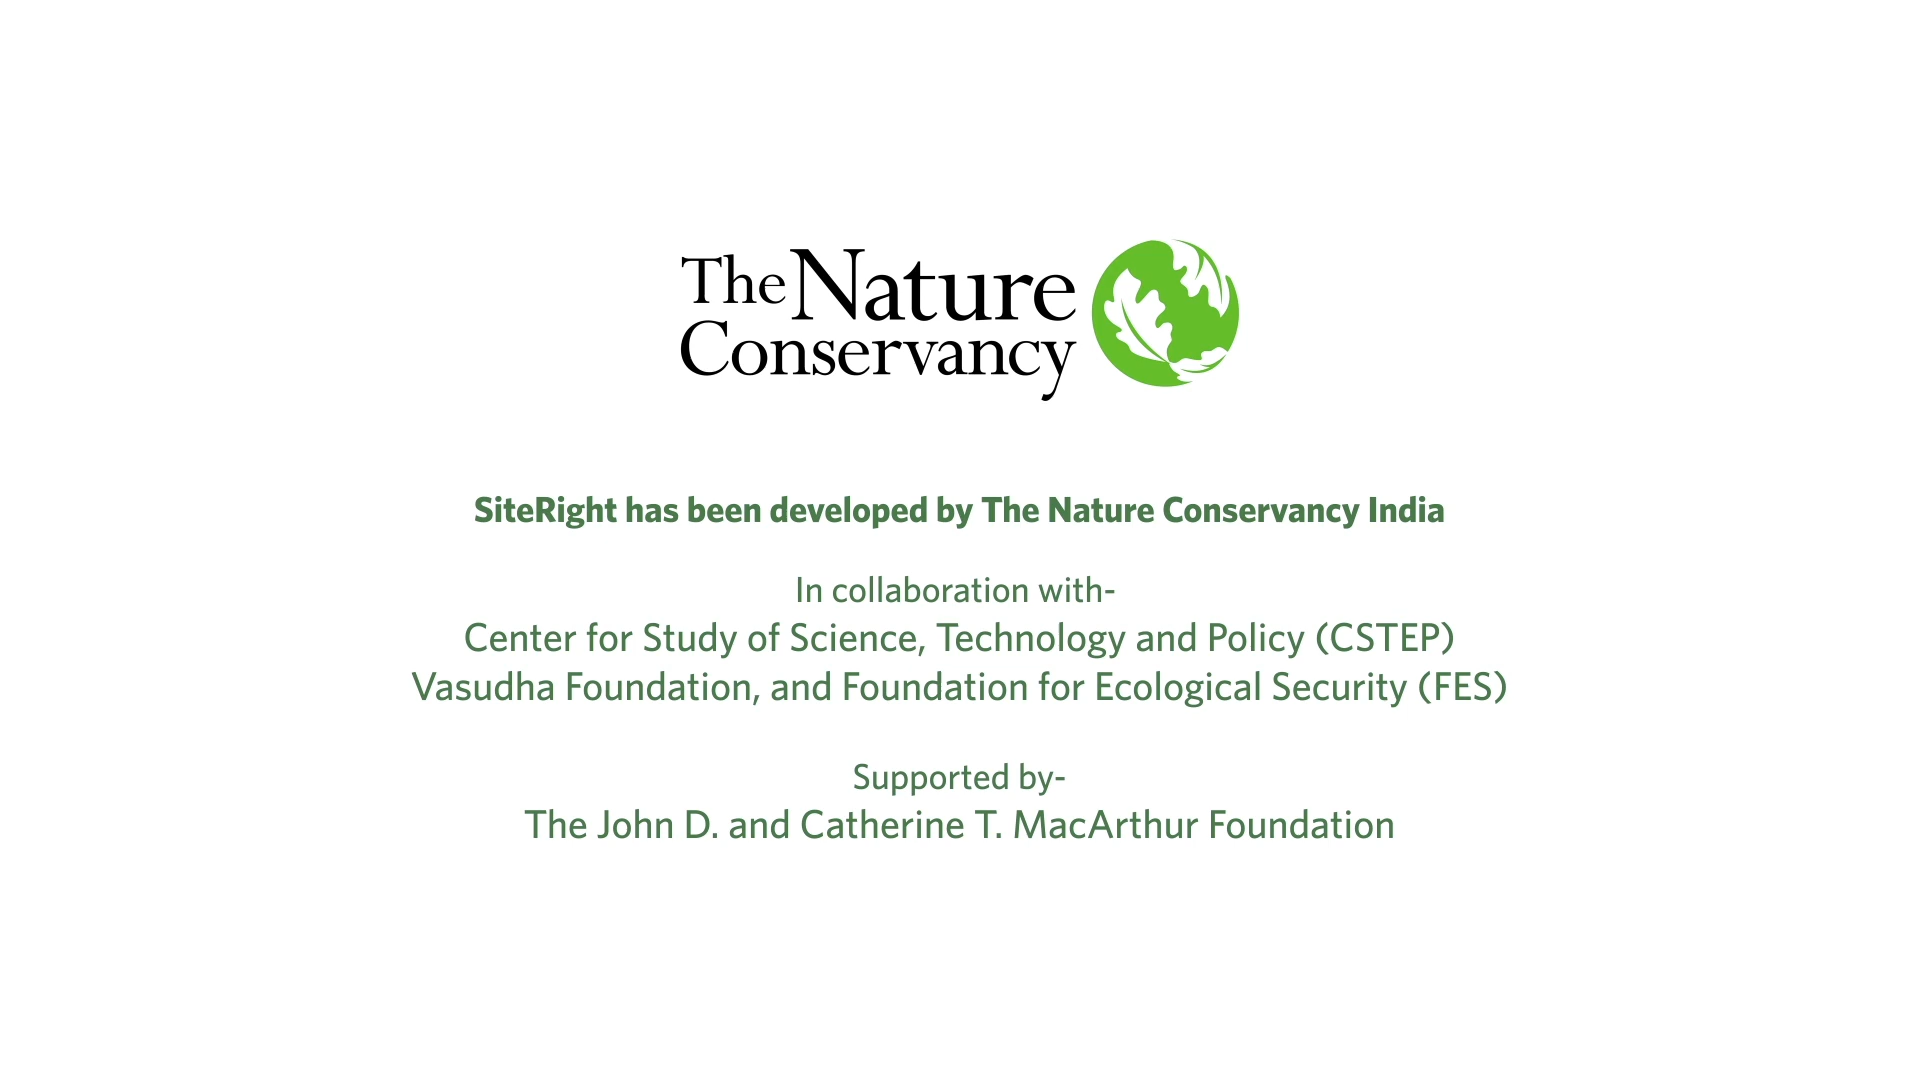 The Nature
Conservancy
SiteRight has been developed by The Nature Conservancy India
In collaboration with-
Center for Study of Science, Technology and Policy (CSTEP)
Vasudha Foundation, and Foundation for Ecological Security (FES)
Supported by-
The John D. and Catherine T. MacArthur Foundation